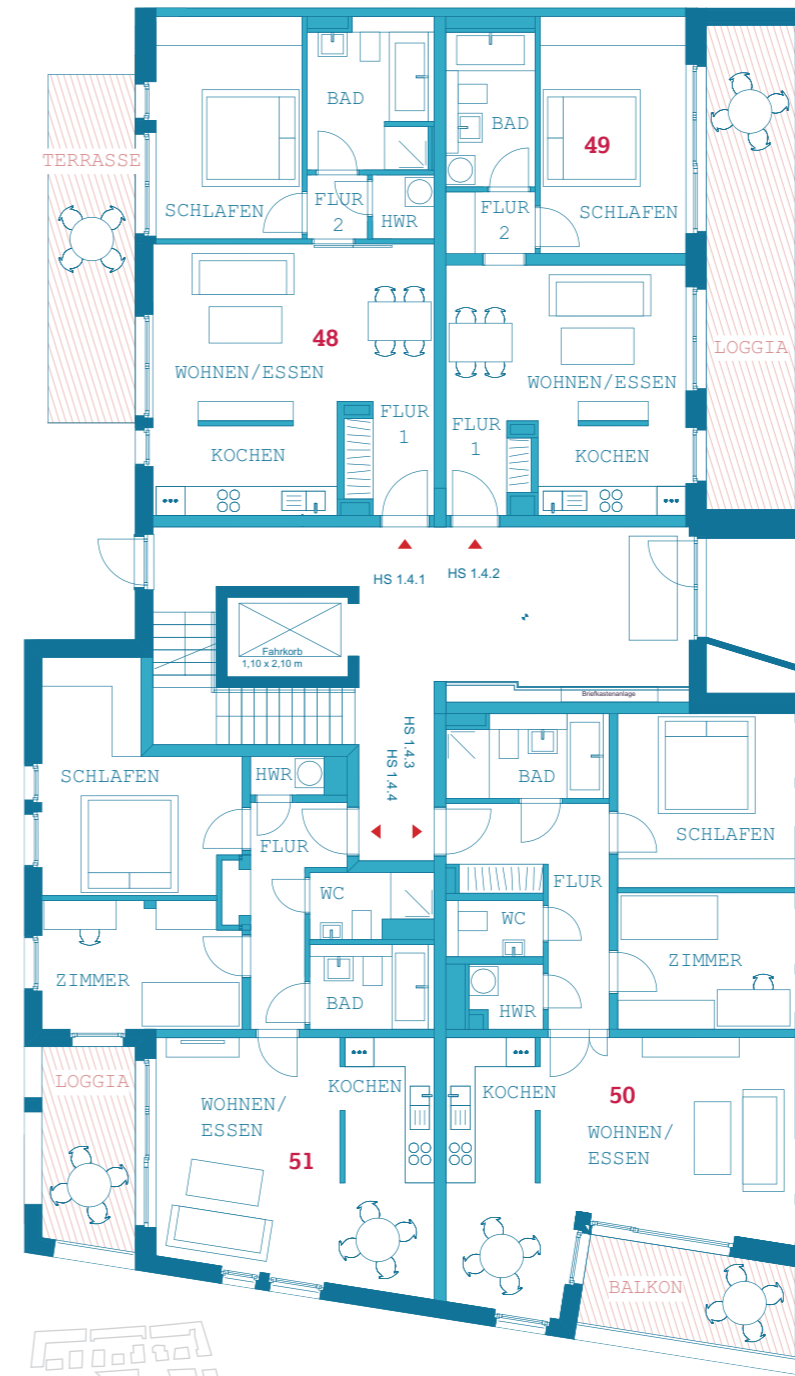 BAD
BAD
49
TERRASSE
SCHLAFEN
FLUR
2
HWR
FLUR
2
SCHLAFEN
48
LOGGIA
WOHNEN/ESSEN
WOHNEN/ESSEN
FLUR
1
FLUR
1
KOCHEN
KOCHEN
HS 1.4.1
HS 1.4.2
Fahrkorb
1,10 x 2,10 m
Briefkastenanlage
HS 1.4.3
HS 1.4.4
SCHLAFEN
HWR
BAD
SCHLAFEN
FLUR
FLUR
WC
WC
ZIMMER
ZIMMER
BAD
HWR
LOGGIA
KOCHEN
KOCHEN
50
WOHNEN/
ESSEN
WOHNEN/
ESSEN
51
BALKON